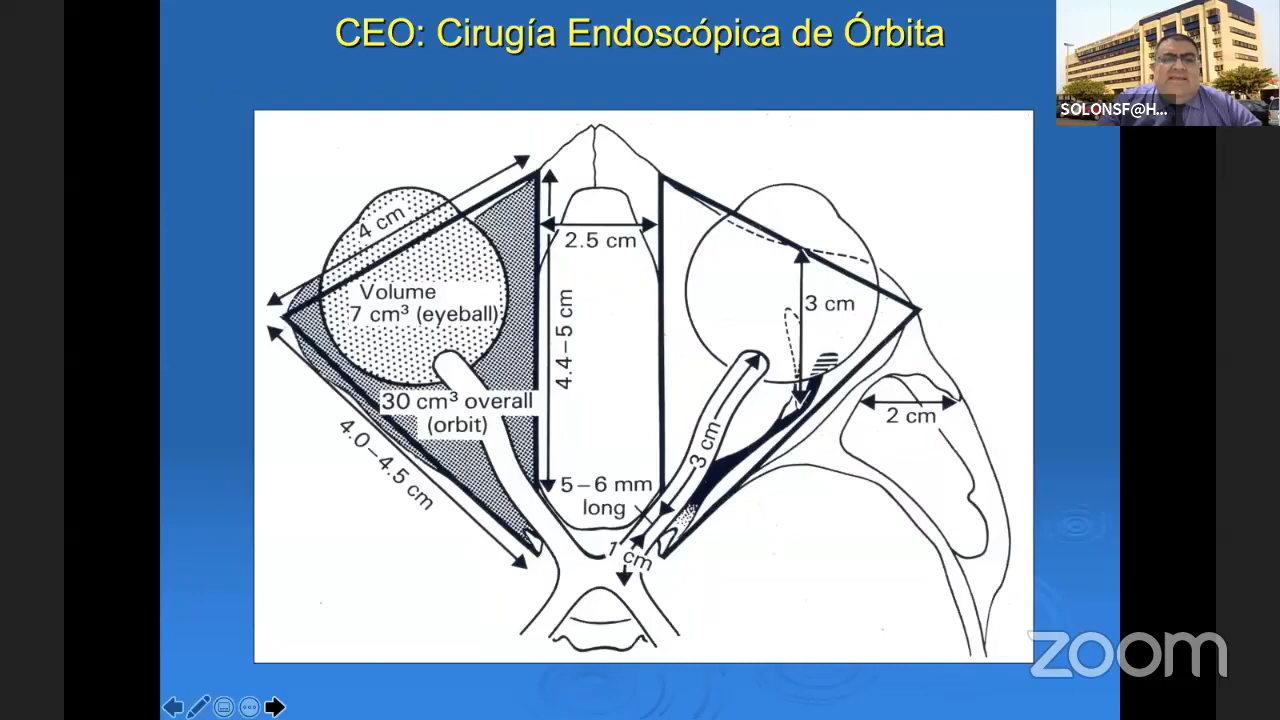 CEO: Cirugía Endoscópica de Órbita
SOLONSF@H...
4 cm
2.5 cm
Volume
7 cm³ (eyeball)
3 cm
4.4–5 cm
30 cm³ overall
(orbit)
2 cm
4.0–4.5 cm
3 cm
5–6 mm
long
1 cm
zoom